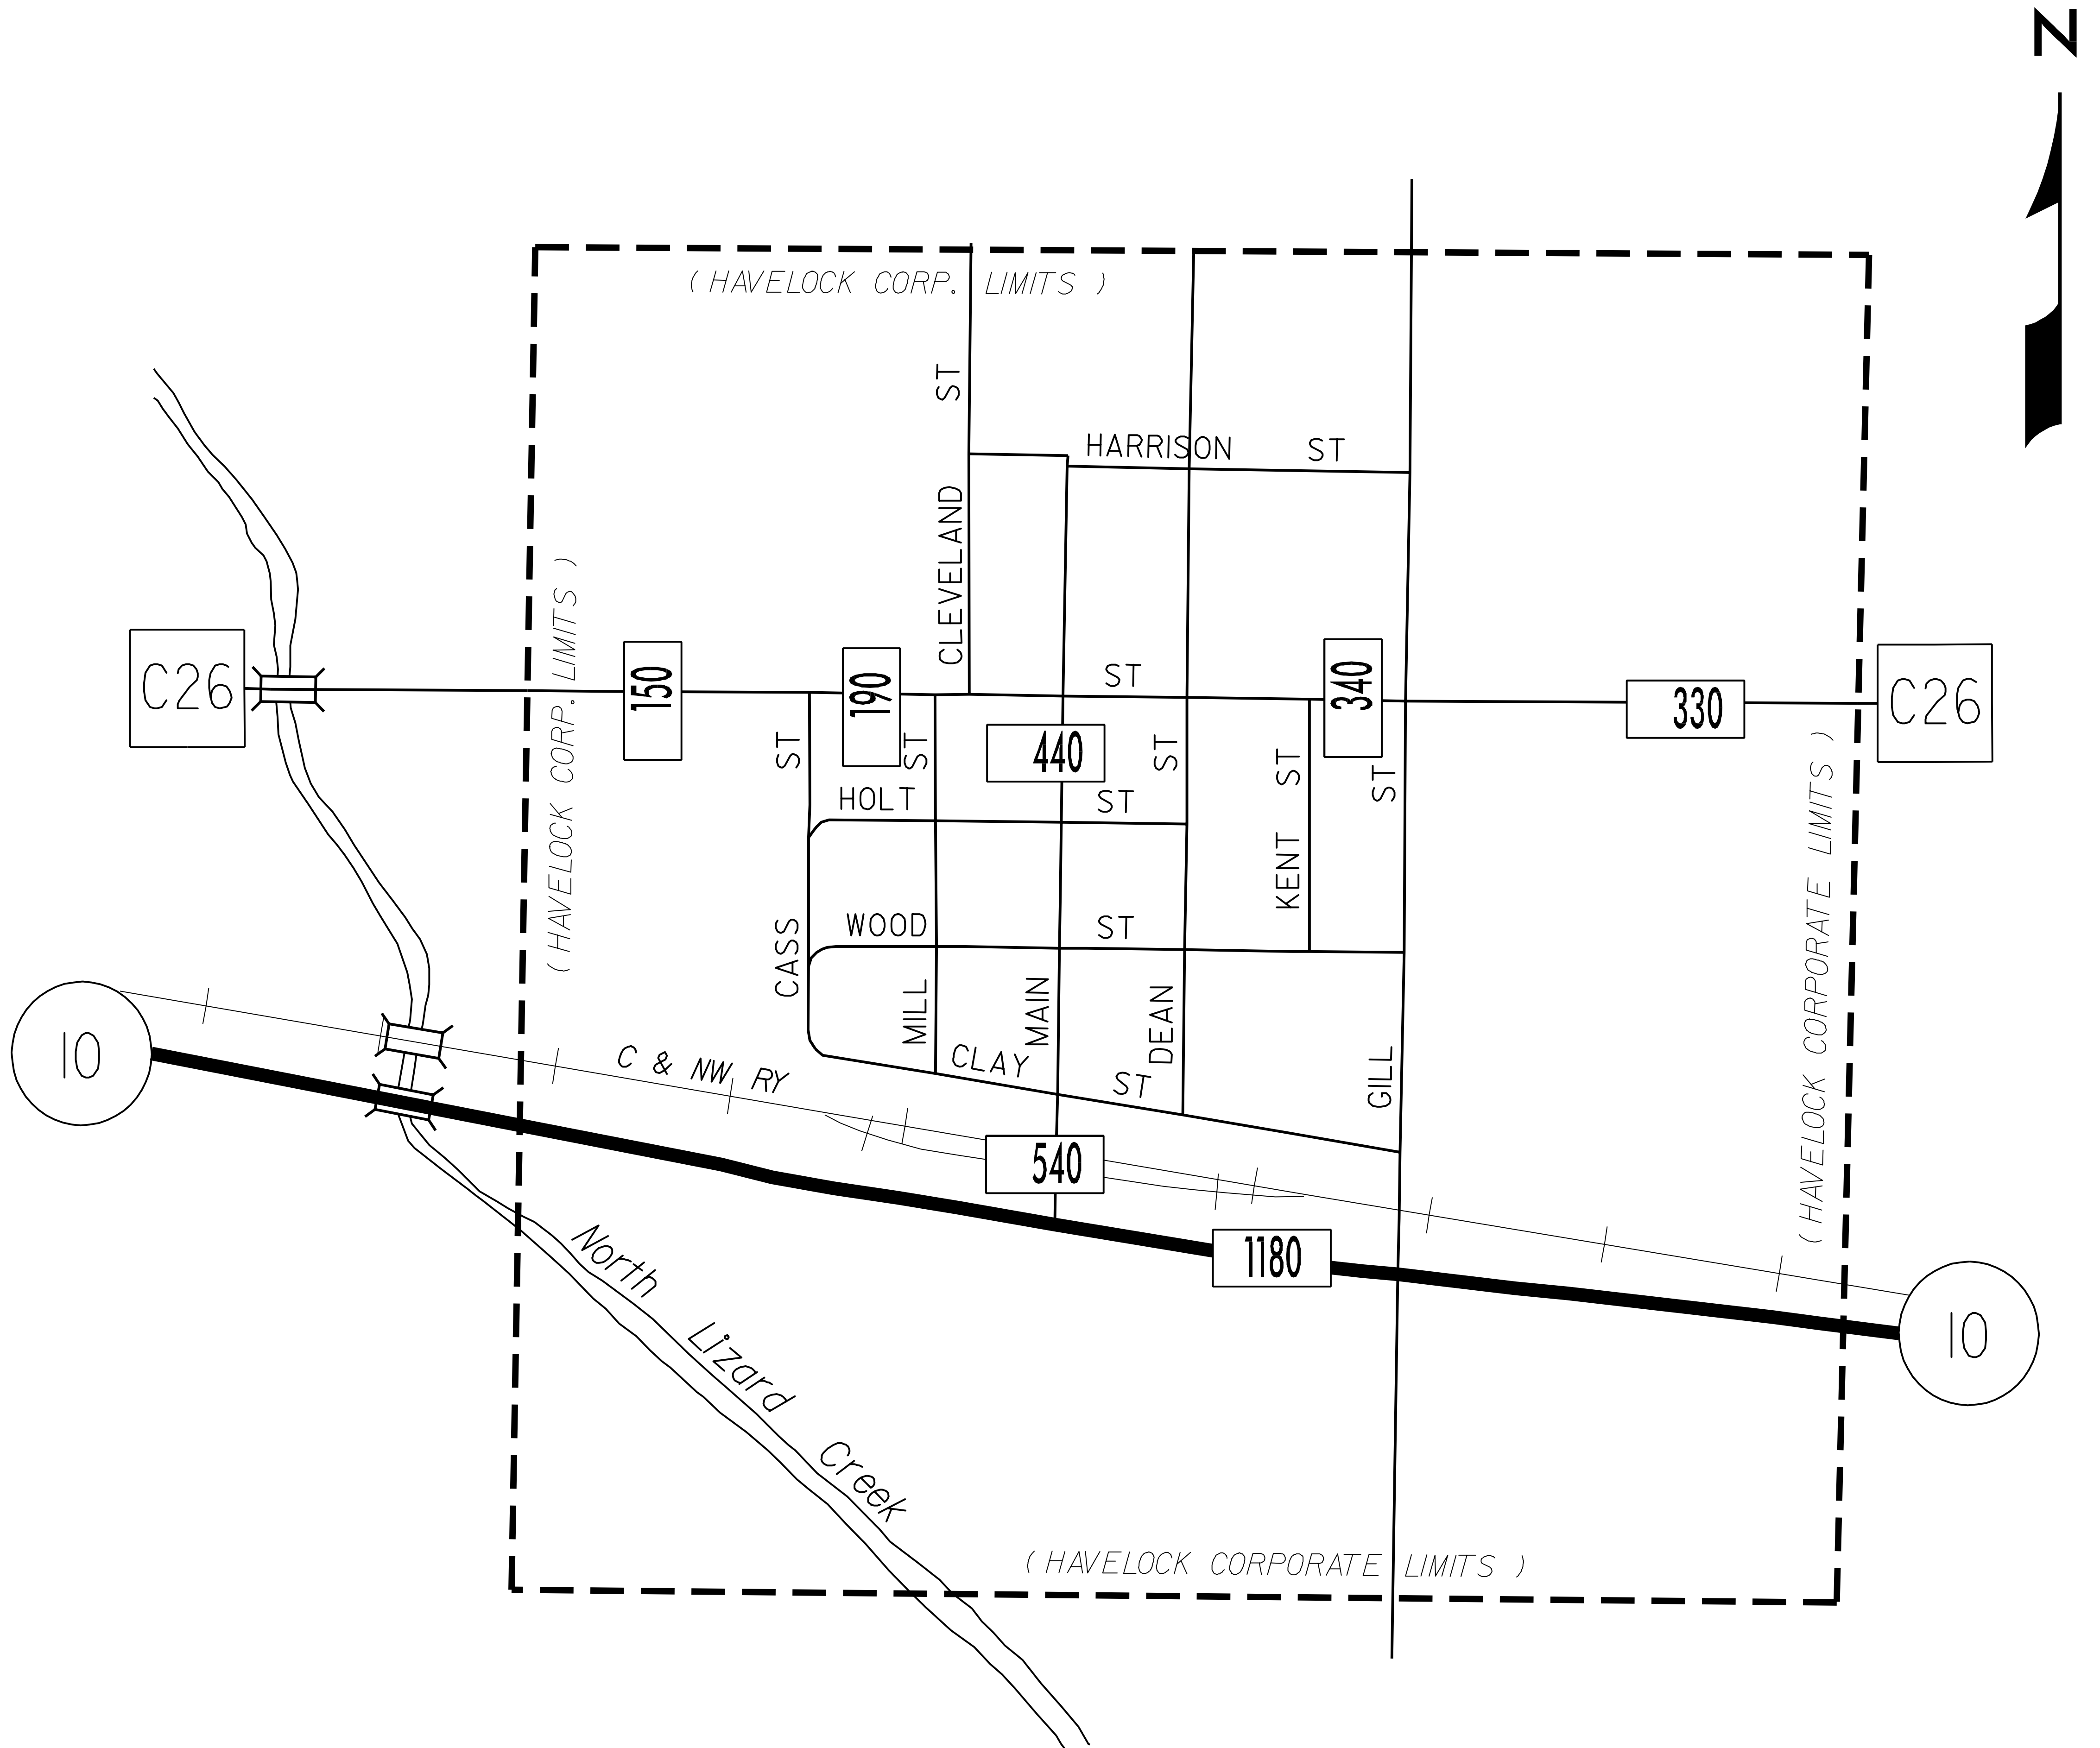 N
( HAVELOCK CORP. LIMITS )
CLEVELAND ST
HARRISON ST
( HAVELOCK CORP. LIMITS )
C26
150
190
ST
340
330
C26
440
CASS ST
MILL ST
HOLT ST
DEAN ST
KENT ST
GILL ST
WOOD ST
MAIN
( HAVELOCK CORPORATE LIMITS )
10
C & NW RY
CLAY ST
540
1180
10
North Lizard Creek
( HAVELOCK CORPORATE LIMITS )